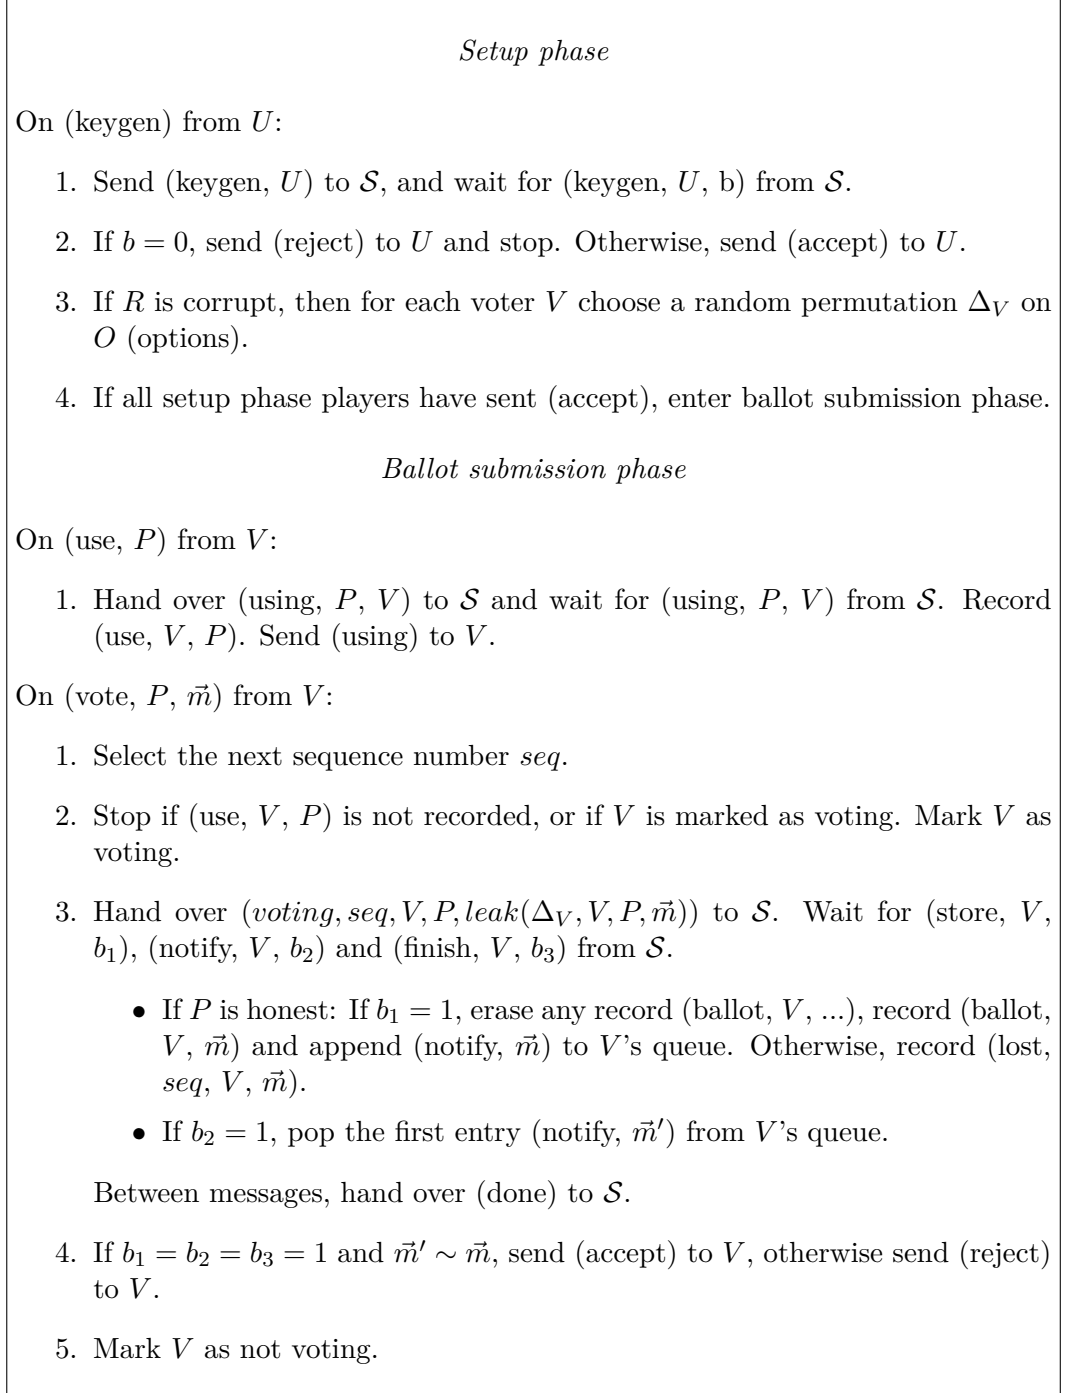 Setup phase
On (keygen) from U:
1. Send (keygen, U) to 𝒮, and wait for (keygen, U, b) from 𝒮.
2. If b = 0, send (reject) to U and stop. Otherwise, send (accept) to U.
3. If R is corrupt, then for each voter V choose a random permutation Δ_V on
O (options).
4. If all setup phase players have sent (accept), enter ballot submission phase.
Ballot submission phase
On (use, P) from V:
1. Hand over (using, P, V) to 𝒮 and wait for (using, P, V) from 𝒮. Record
(use, V, P). Send (using) to V.
On (vote, P, m⃗) from V:
1. Select the next sequence number seq.
2. Stop if (use, V, P) is not recorded, or if V is marked as voting. Mark V as
voting.
3. Hand over (voting, seq, V, P, leak(Δ_V, V, P, m⃗)) to 𝒮. Wait for (store, V,
b₁), (notify, V, b₂) and (finish, V, b₃) from 𝒮.
• If P is honest: If b₁ = 1, erase any record (ballot, V, ...), record (ballot,
V, m⃗) and append (notify, m⃗) to V's queue. Otherwise, record (lost,
seq, V, m⃗).
• If b₂ = 1, pop the first entry (notify, m⃗′) from V's queue.
Between messages, hand over (done) to 𝒮.
4. If b₁ = b₂ = b₃ = 1 and m⃗′ ∼ m⃗, send (accept) to V, otherwise send (reject)
to V.
5. Mark V as not voting.